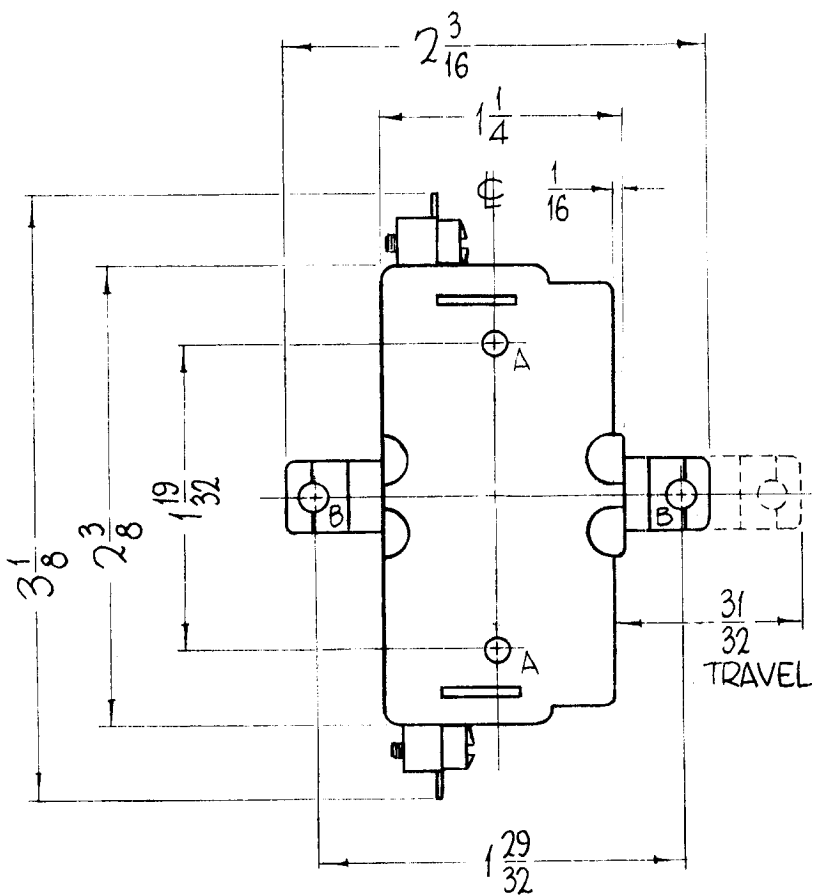 2 3/16
1 1/4
℄
1/16
A
1 19/32
2 3/8
3 1/8
B
B
31/32
TRAVEL
A
1 29/32